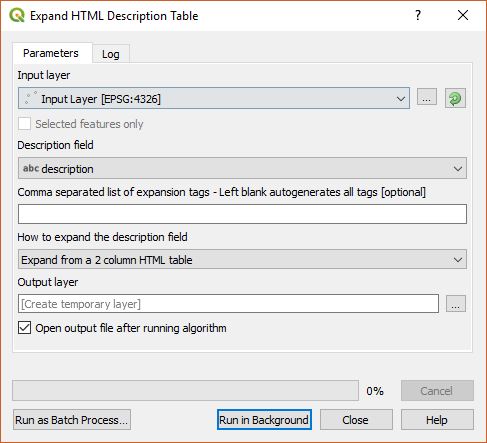 Expand HTML Description Table
Parameters Log
Input layer
Input Layer [EPSG:4326]
...
Selected features only
Description field
abc description
Comma separated list of expansion tags - Left blank autogenerates all tags [optional]
How to expand the description field
Expand from a 2 column HTML table
Output layer
[Create temporary layer]
...
Open output file after running algorithm
0% Cancel
Run as Batch Process... Run in Background Close Help